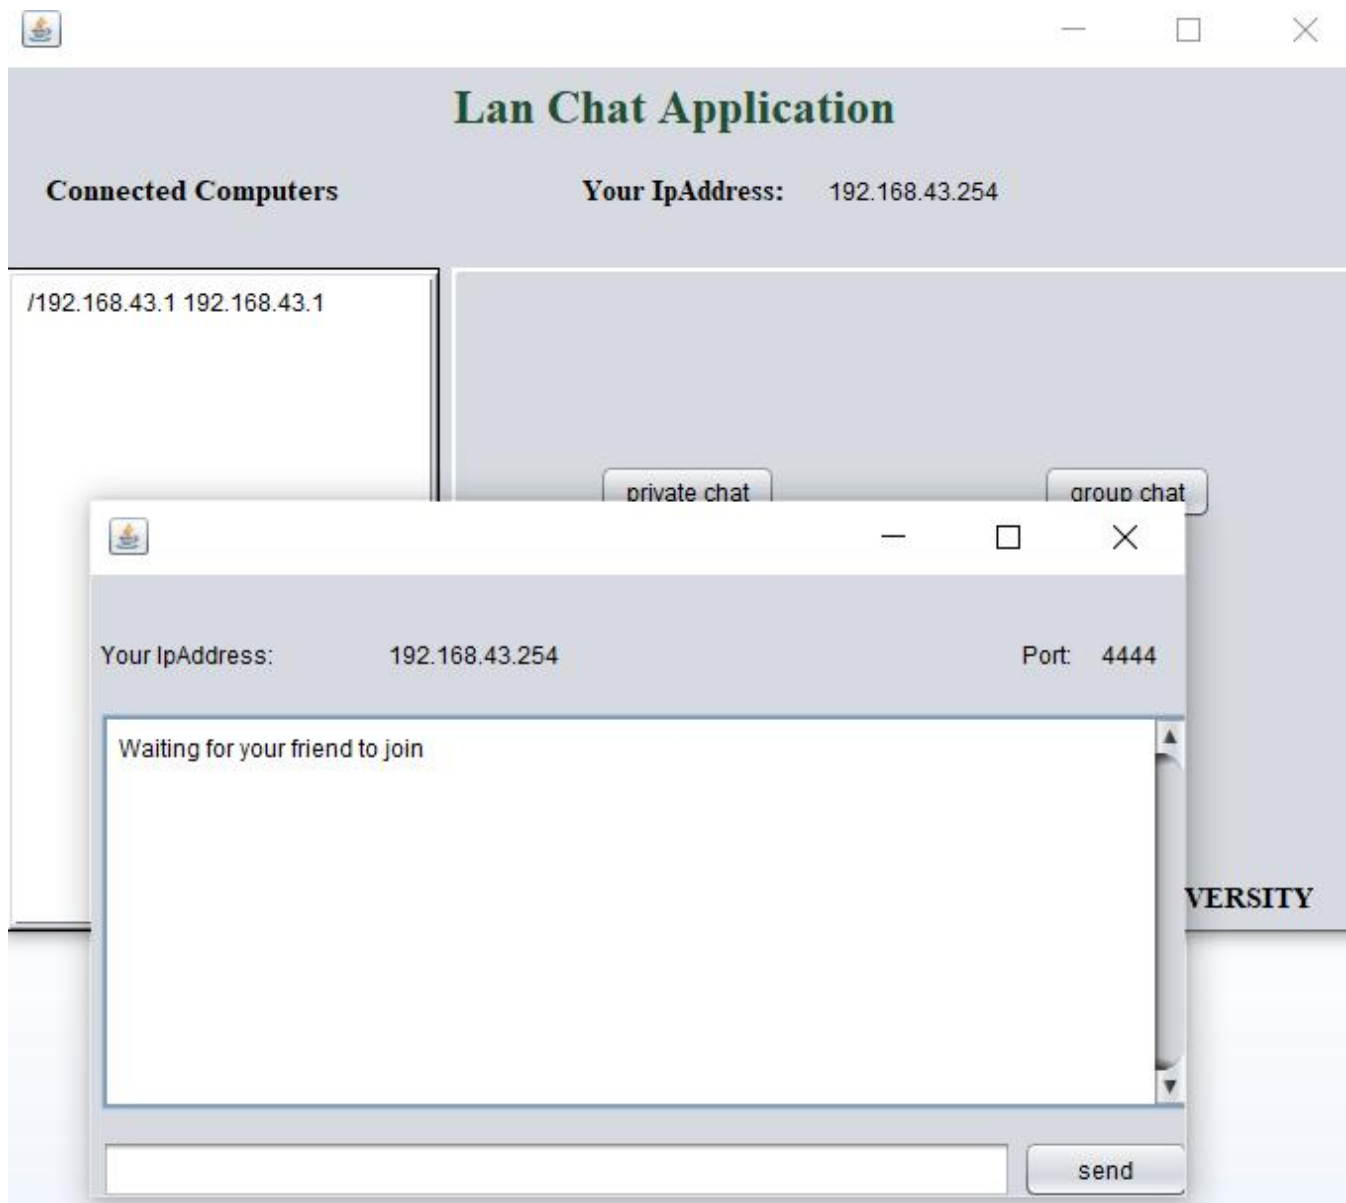 Lan Chat Application
Connected Computers
Your IpAddress: 192.168.43.254
/192.168.43.1 192.168.43.1
private chat
group chat
Your IpAddress: 192.168.43.254 Port: 4444
Waiting for your friend to join
VERSITY
send